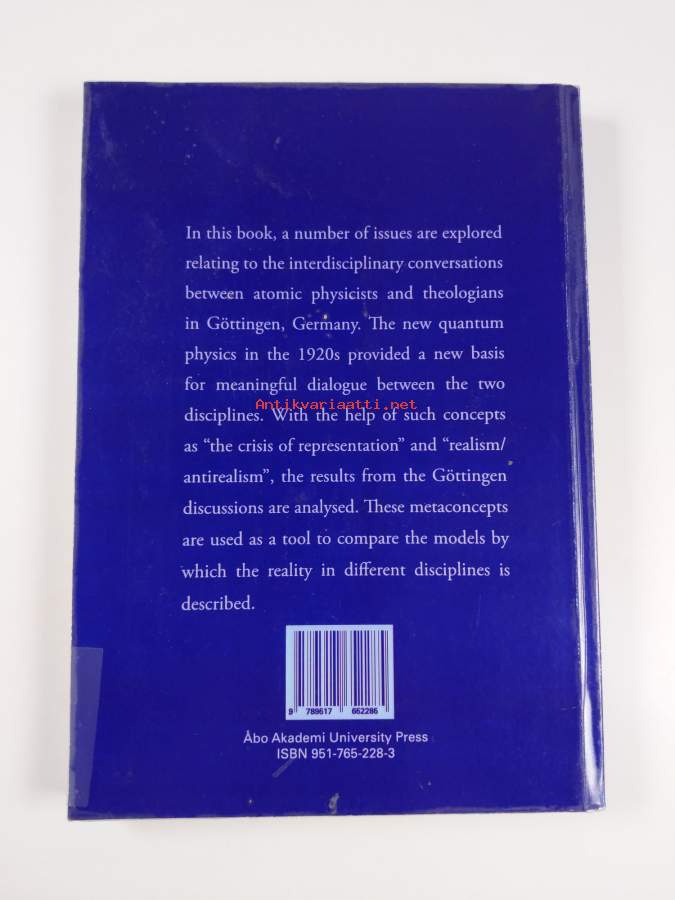 In this book, a number of issues are explored
relating to the interdisciplinary conversations
between atomic physicists and theologians
in Göttingen, Germany. The new quantum
physics in the 1920s provided a new basis
for meaningful dialogue between the two
Antikvariaatti.net
disciplines. With the help of such concepts
as “the crisis of representation” and “realism/
antirealism”, the results from the Göttingen
discussions are analysed. These metaconcepts
are used as a tool to compare the models by
which the reality in different disciplines is
described.
9 789517 652286
Åbo Akademi University Press
ISBN 951-765-228-3